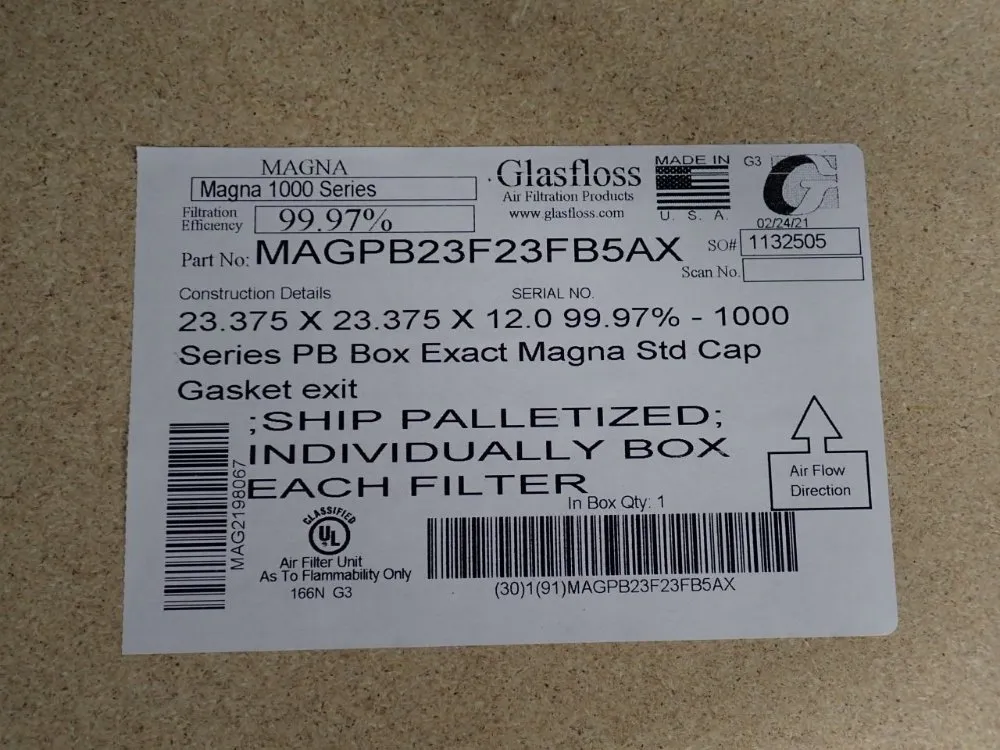 MAGNA
Magna 1000 Series
Filtration Efficiency 99.97%
Glasfloss
Air Filtration Products
www.glasfloss.com
MADE IN
U. S. A.
G3
02/24/21
Part No: MAGPB23F23FB5AX
SO# 1132505
Scan No.
Construction Details
SERIAL NO.
23.375 X 23.375 X 12.0 99.97% - 1000
Series PB Box Exact Magna Std Cap
Gasket exit
;SHIP PALLETIZED;
INDIVIDUALLY BOX
EACH FILTER
In Box Qty: 1
Air Flow
Direction
MAG2198067
CLASSIFIED
UL
Air Filter Unit
As To Flammability Only
166N G3
(30)1(91)MAGPB23F23FB5AX